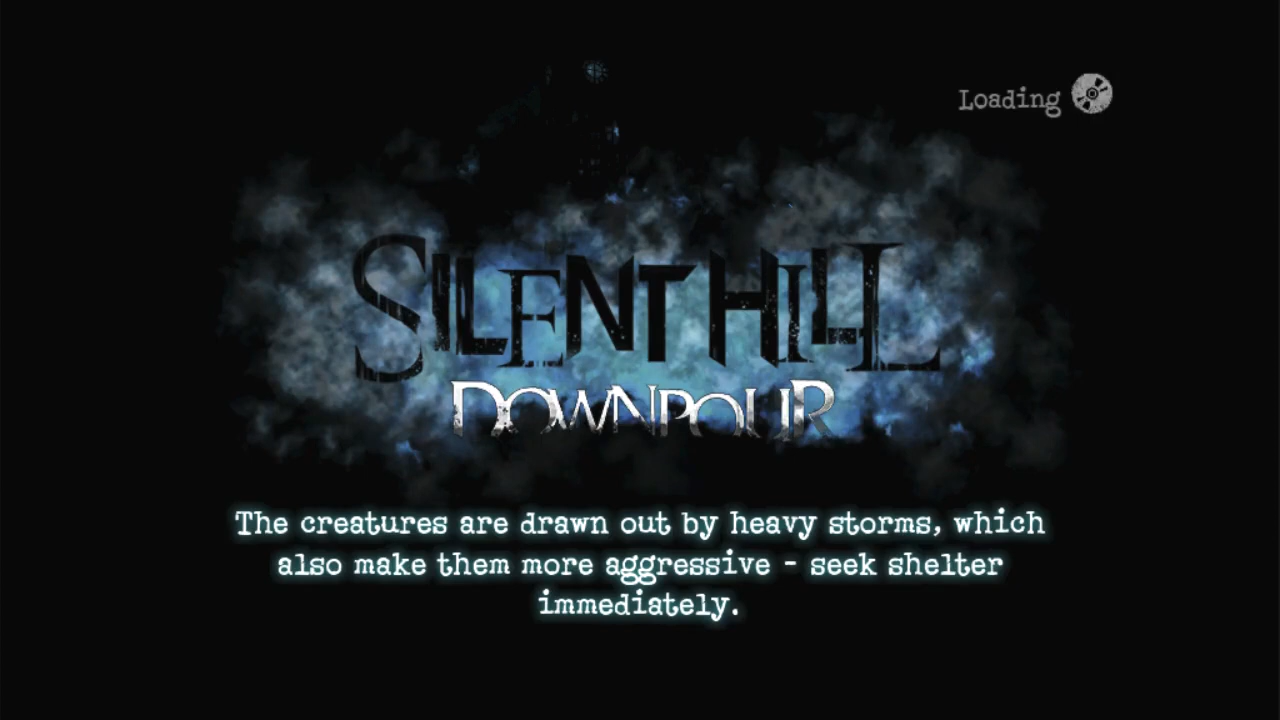 Loading
SILENT HILL
DOWNPOUR
The creatures are drawn out by heavy storms, which
also make them more aggressive - seek shelter
immediately.